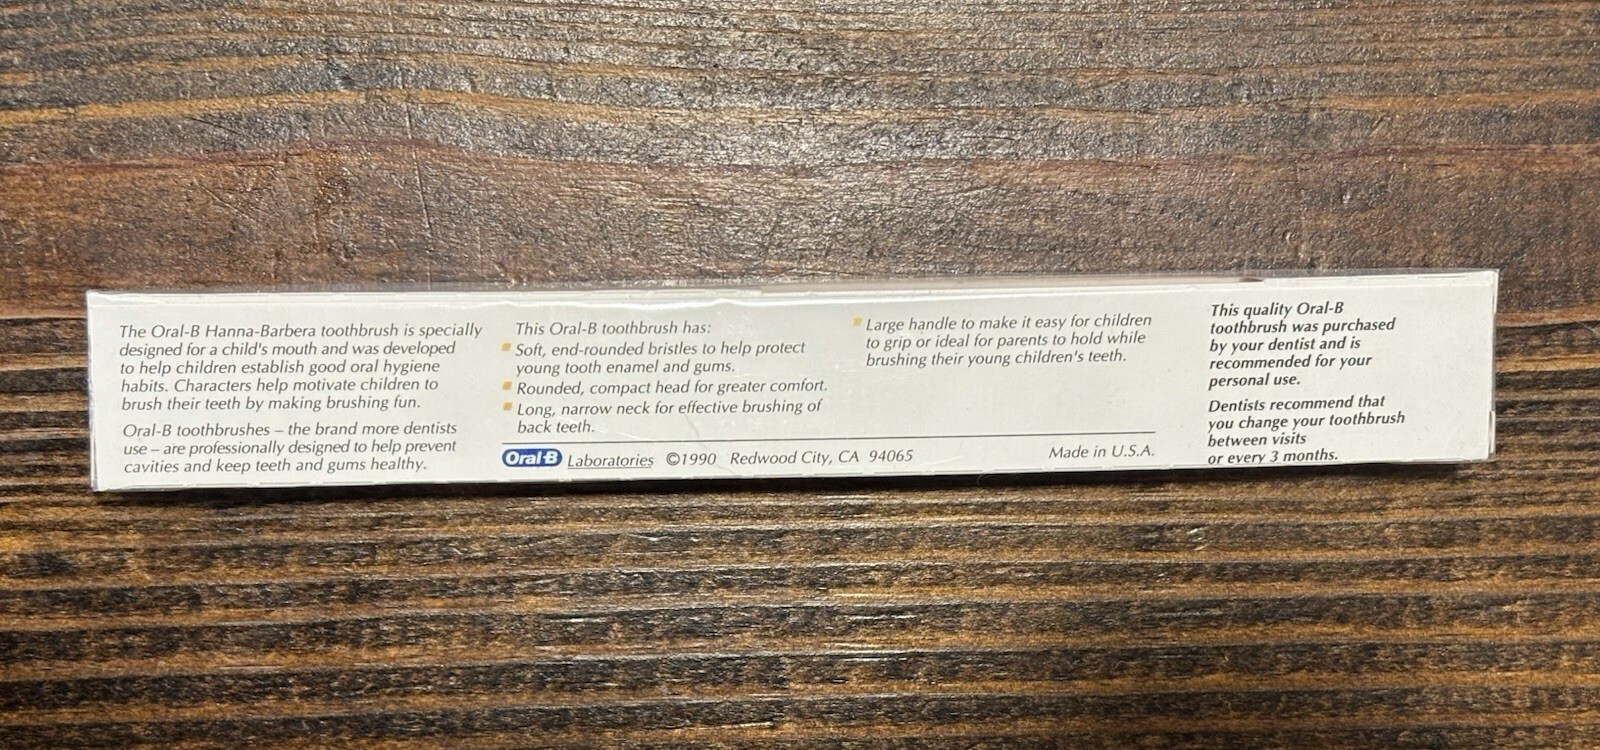 The Oral-B Hanna-Barbera toothbrush is specially
designed for a child's mouth and was developed
to help children establish good oral hygiene
habits. Characters help motivate children to
brush their teeth by making brushing fun.
Oral-B toothbrushes – the brand more dentists
use – are professionally designed to help prevent
cavities and keep teeth and gums healthy.
This Oral-B toothbrush has:
Soft, end-rounded bristles to help protect
young tooth enamel and gums.
Rounded, compact head for greater comfort.
Long, narrow neck for effective brushing of
back teeth.
Large handle to make it easy for children
to grip or ideal for parents to hold while
brushing their young children's teeth.
Oral-B Laboratories ©1990 Redwood City, CA 94065 Made in U.S.A.
This quality Oral-B
toothbrush was purchased
by your dentist and is
recommended for your
personal use.
Dentists recommend that
you change your toothbrush
between visits
or every 3 months.